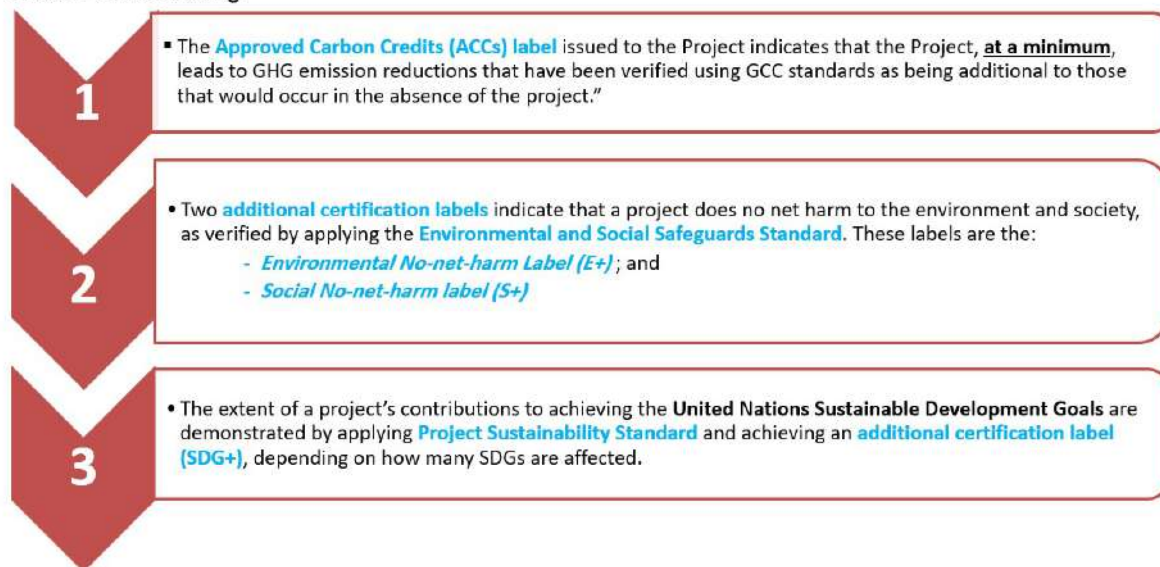 1
▪ The Approved Carbon Credits (ACCs) label issued to the Project indicates that the Project, at a minimum,
leads to GHG emission reductions that have been verified using GCC standards as being additional to those
that would occur in the absence of the project.”
2
• Two additional certification labels indicate that a project does no net harm to the environment and society,
as verified by applying the Environmental and Social Safeguards Standard. These labels are the:
- Environmental No-net-harm Label (E+) ; and
- Social No-net-harm label (S+)
3
• The extent of a project’s contributions to achieving the United Nations Sustainable Development Goals are
demonstrated by applying Project Sustainability Standard and achieving an additional certification label
(SDG+), depending on how many SDGs are affected.